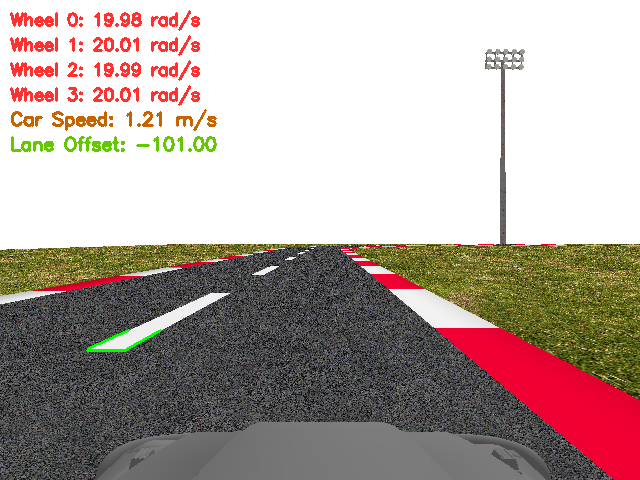 Wheel 0: 19.98 rad/s
Wheel 1: 20.01 rad/s
Wheel 2: 19.99 rad/s
Wheel 3: 20.01 rad/s
Car Speed: 1.21 m/s
Lane Offset: -101.00